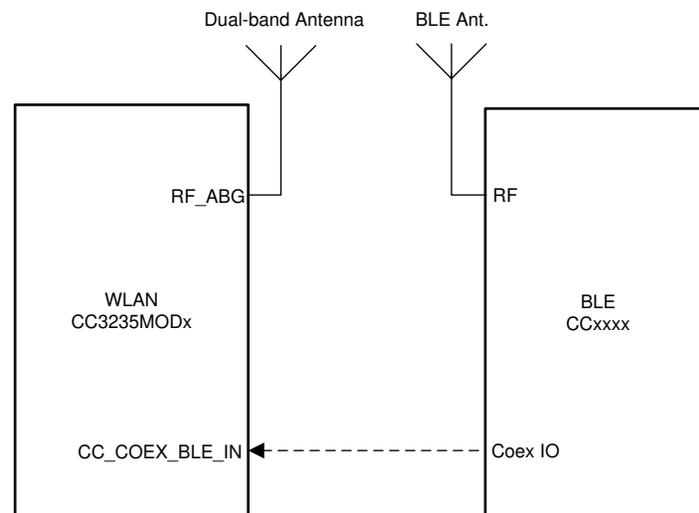 Dual-band Antenna
BLE Ant.
RF_ABG
RF
WLAN
CC3235MODx
BLE
CCxxxx
CC_COEX_BLE_IN
Coex IO